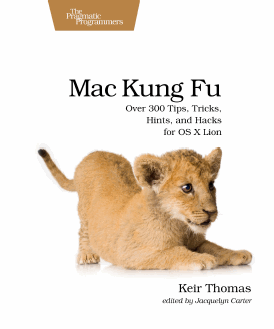 The
Pragmatic
Programmers
Mac Kung Fu
Over 300 Tips, Tricks,
Hints, and Hacks
for OS X Lion
Keir Thomas
edited by Jacquelyn Carter